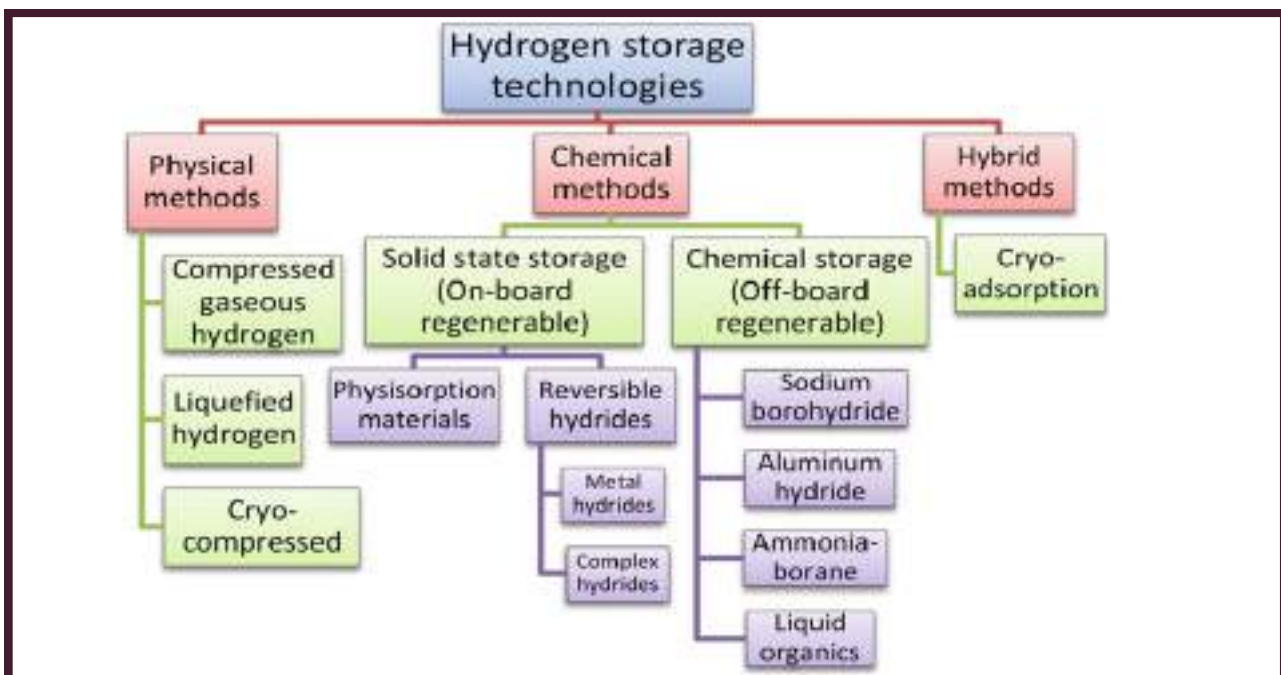 Hydrogen storage
technologies
Physical
methods
Chemical
methods
Hybrid
methods
Compressed
gaseous
hydrogen
Liquefied
hydrogen
Cryo-
compressed
Solid state storage
(On-board
regenerable)
Physisorption
materials
Reversible
hydrides
Metal
hydrides
Complex
hydrides
Chemical storage
(Off-board
regenerable)
Sodium
borohydride
Aluminum
hydride
Ammonia-
borane
Liquid
organics
Cryo-
adsorption